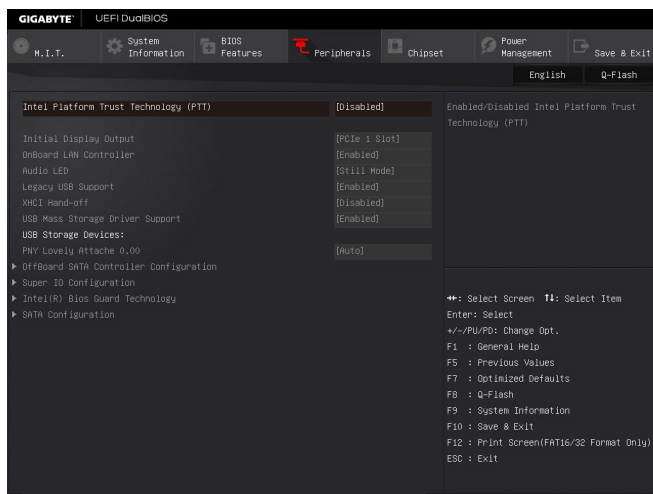 GIGABYTE™ UEFI DualBIOS
M.I.T. System Information BIOS Features Peripherals Chipset Power Management Save & Exit
English Q-Flash
Intel Platform Trust Technology (PTT) [Disabled]
Initial Display Output [PCIe 1 Slot]
OnBoard LAN Controller [Enabled]
Audio LED [Still Mode]
Legacy USB Support [Enabled]
XHCI Hand-off [Disabled]
USB Mass Storage Driver Support [Enabled]
USB Storage Devices:
PNY Lovely Attache 0.00 [Auto]
OffBoard SATA Controller Configuration
Super IO Configuration
Intel(R) Bios Guard Technology
SATA Configuration
Enabled/Disabled Intel Platform Trust
Technology (PTT)
→←: Select Screen ↑↓: Select Item
Enter: Select
+/-/PU/PD: Change Opt.
F1 : General Help
F5 : Previous Values
F7 : Optimized Defaults
F8 : Q-Flash
F9 : System Information
F10 : Save & Exit
F12 : Print Screen(FAT16/32 Format Only)
ESC : Exit